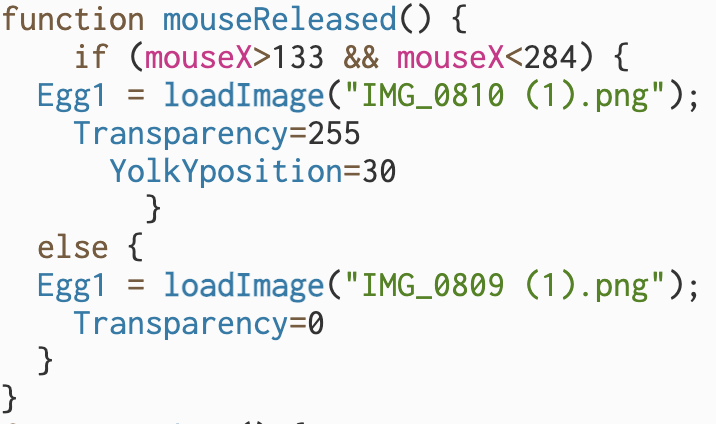 function mouseReleased() {
    if (mouseX>133 && mouseX<284) {
  Egg1 = loadImage("IMG_0810 (1).png");
    Transparency=255
      YolkYposition=30
        }
  else {
  Egg1 = loadImage("IMG_0809 (1).png");
    Transparency=0
  }
}